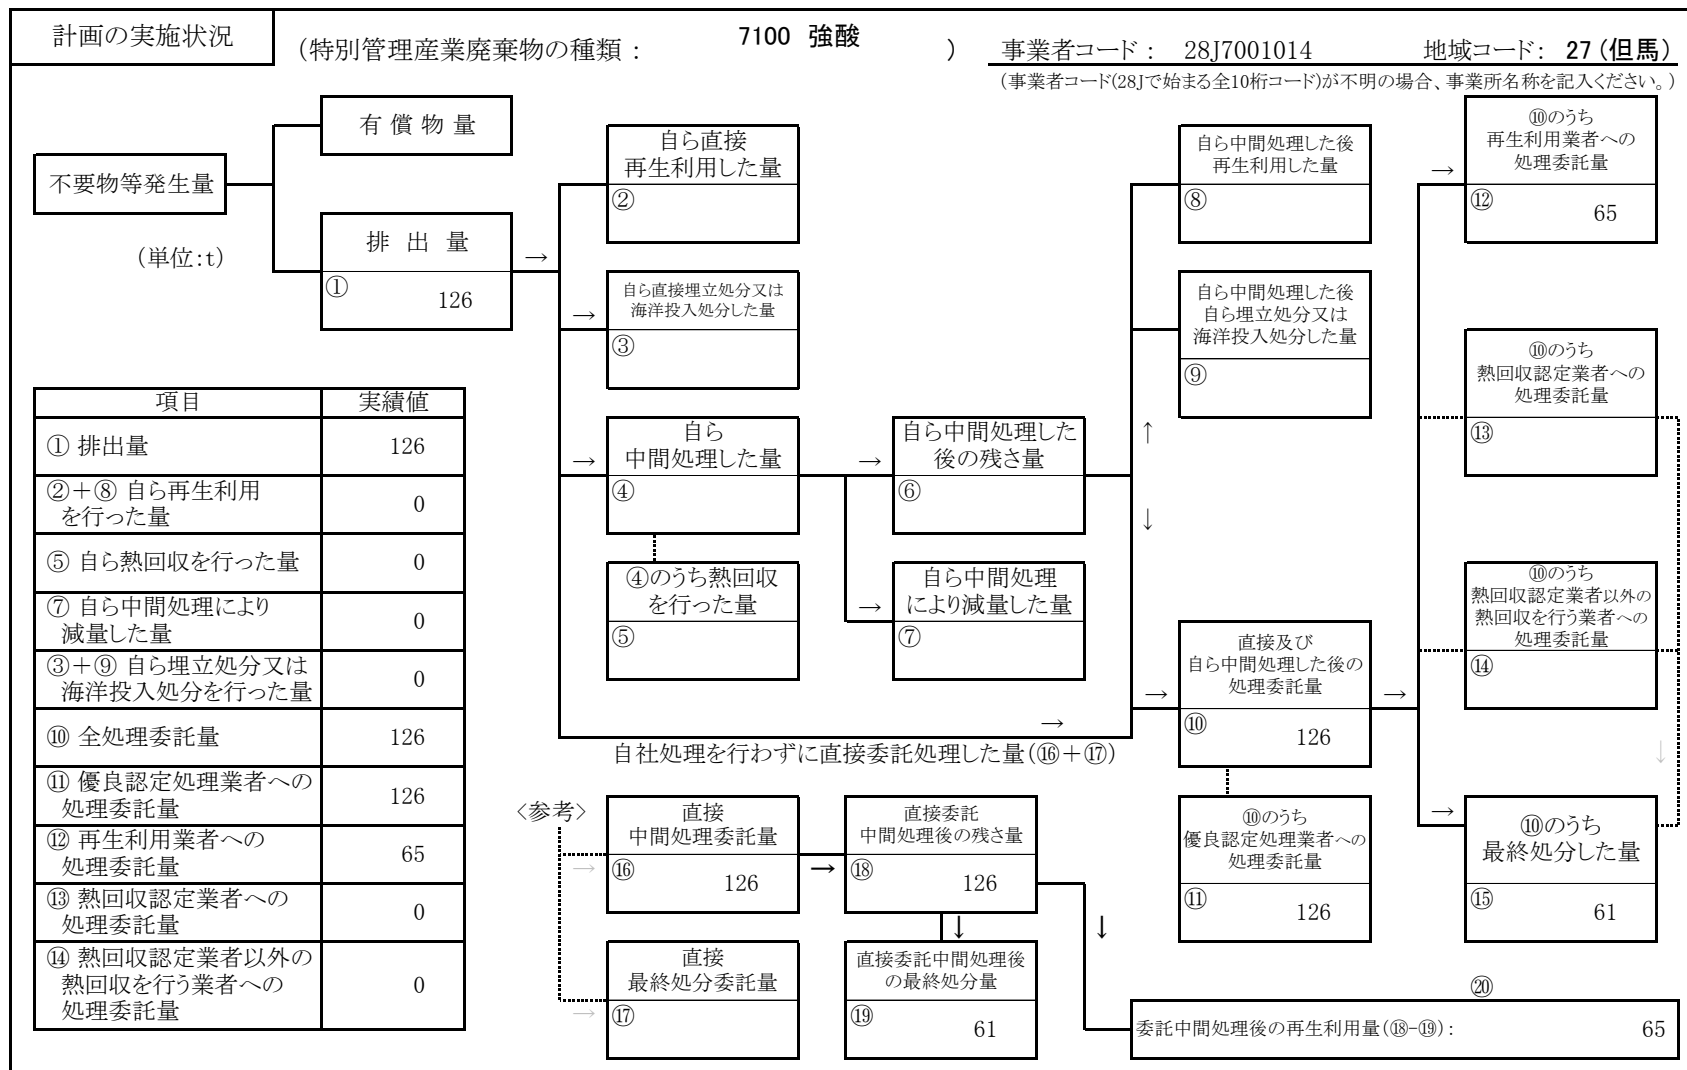 計画の実施状況
（特別管理産業廃棄物の種類： 7100 強酸 ）
事業者コード： 28J7001014 地域コード： 27（但馬）
（事業者コード(28Jで始まる全10桁コード)が不明の場合、事業所名称を記入ください。）
不要物等発生量
（単位:t）
有償物量
排出量
① 126
→
自ら直接
再生利用した量
②
→
自ら直接埋立処分又は
海洋投入処分した量
③
→
自ら
中間処理した量
④
④のうち熱回収
を行った量
⑤
→
自ら中間処理した
後の残さ量
⑥
→
自ら中間処理
により減量した量
⑦
自ら中間処理した後
再生利用した量
⑧
自ら中間処理した後
自ら埋立処分又は
海洋投入処分した量
⑨
↑
↓
→
自社処理を行わずに直接委託処理した量（⑯＋⑰）
→
直接及び
自ら中間処理した後の
処理委託量
⑩ 126
⑩のうち
優良認定処理業者への
処理委託量
⑪ 126
→
→
⑩のうち
再生利用業者への
処理委託量
⑫ 65
⑩のうち
熱回収認定業者への
処理委託量
⑬
⑩のうち
熱回収認定業者以外の
熱回収を行う業者への
処理委託量
⑭
↓
→
⑩のうち
最終処分した量
⑮ 61
項目 実績値
① 排出量 126
②＋⑧ 自ら再生利用
を行った量 0
⑤ 自ら熱回収を行った量 0
⑦ 自ら中間処理により
減量した量 0
③＋⑨ 自ら埋立処分又は
海洋投入処分を行った量 0
⑩ 全処理委託量 126
⑪ 優良認定処理業者への
処理委託量 126
⑫ 再生利用業者への
処理委託量 65
⑬ 熱回収認定業者への
処理委託量 0
⑭ 熱回収認定業者以外の
熱回収を行う業者への
処理委託量 0
〈参考〉
→
直接
中間処理委託量
⑯ 126
→
直接委託
中間処理後の残さ量
⑱ 126
→
直接
最終処分委託量
⑰
↓
直接委託中間処理後
の最終処分量
⑲ 61
↓
⑳
委託中間処理後の再生利用量(⑱-⑲)： 65